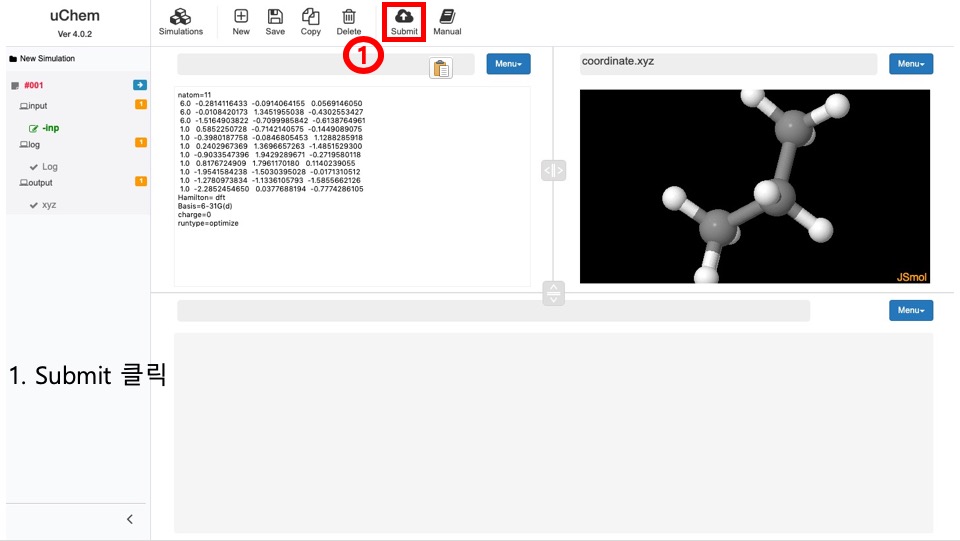 uChem
Ver 4.0.2
Simulations
New
Save
Copy
Delete
Submit
Manual
1
New Simulation
#001
input
1
-inp
log
1
Log
output
1
xyz
Menu
natom=11
6.0 -0.2814116433 -0.0914064155 0.0569146050
6.0 -0.0108420173 1.3451955038 -0.4302553427
6.0 -1.5164903822 -0.7099985842 -0.6138764961
1.0 0.5852250728 -0.7142140575 -0.1449089075
1.0 -0.3980187758 -0.0846805453 1.1288285918
1.0 0.2402967369 1.3696657263 -1.4851529300
1.0 -0.9033547396 1.9429289671 -0.2719580118
1.0 0.8176724909 1.7961170180 0.1140239055
1.0 -1.9541584238 -1.5030395028 -0.0171310512
1.0 -1.2780973834 -1.1336105793 -1.5855662126
1.0 -2.2852454650 0.0377688194 -0.7774286105
Hamilton= dft
Basis=6-31G(d)
charge=0
runtype=optimize
coordinate.xyz
Menu
JSmol
Menu
1. Submit 클릭